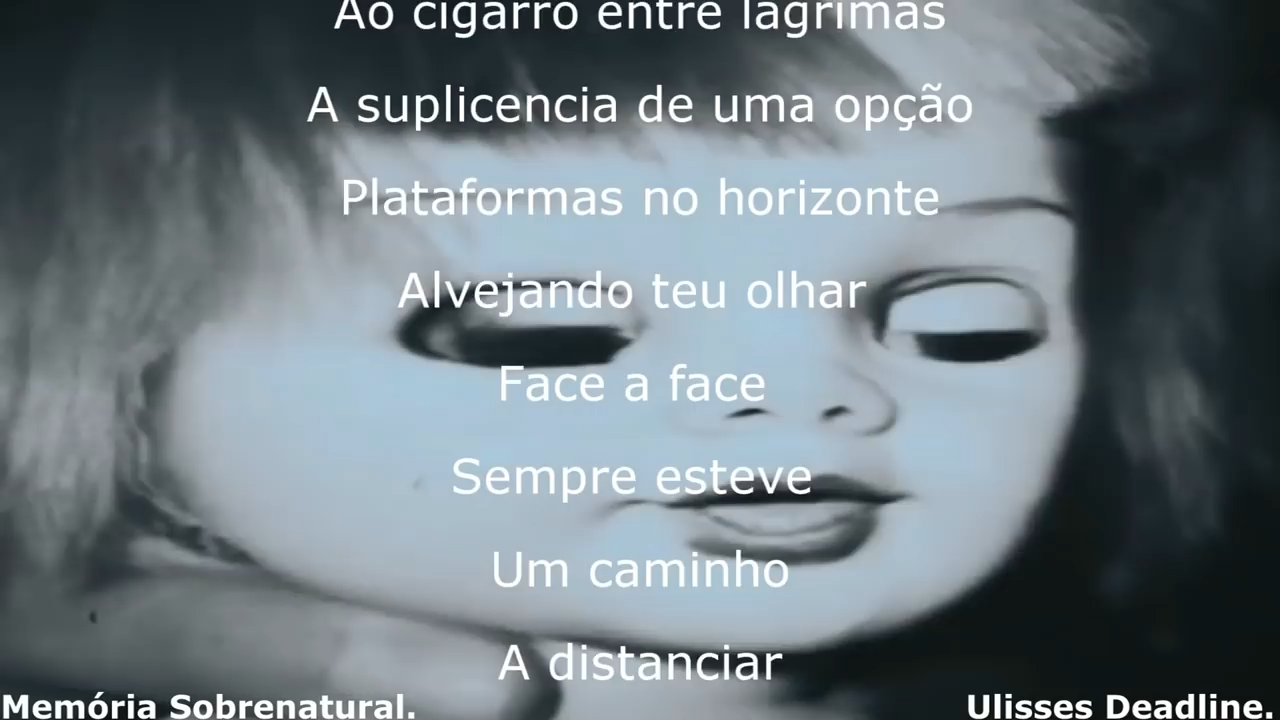 Ao cigarro entre lágrimas
A suplicencia de uma opção
Plataformas no horizonte
Alvejando teu olhar
Face a face
Sempre esteve
Um caminho
A distanciar
Memória Sobrenatural.
Ulisses Deadline.